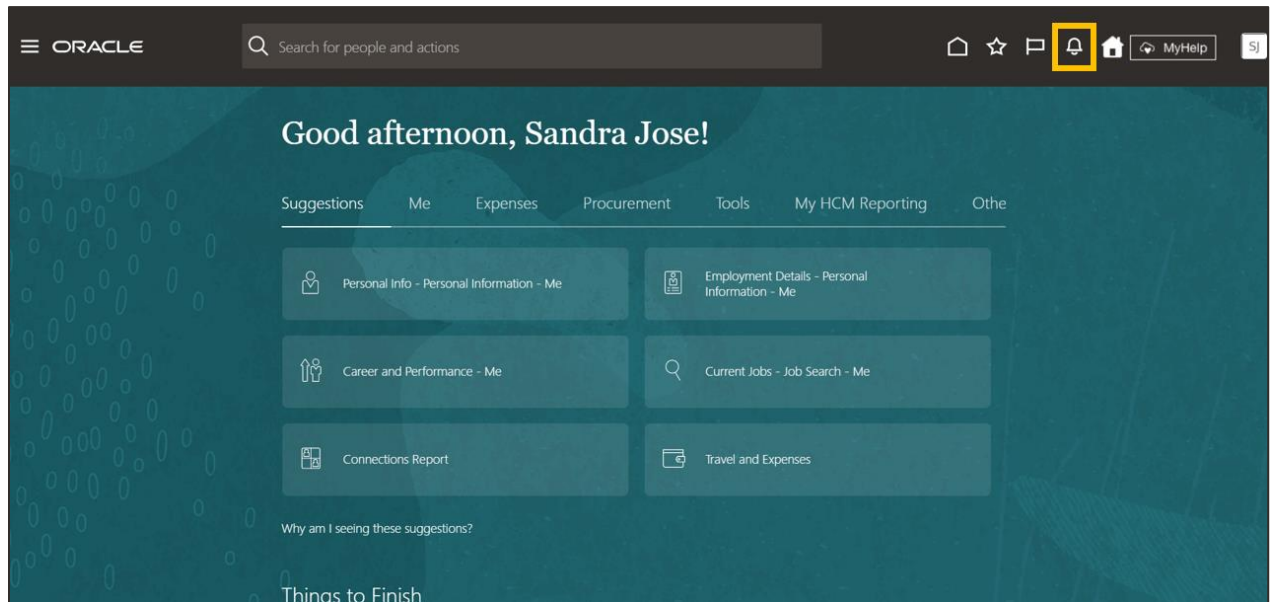 ORACLE
Search for people and actions
MyHelp
SJ
Good afternoon, Sandra Jose!
Suggestions Me Expenses Procurement Tools My HCM Reporting Othe
Personal Info - Personal Information - Me
Employment Details - Personal
Information - Me
Career and Performance - Me
Current Jobs - Job Search - Me
Connections Report
Travel and Expenses
Why am I seeing these suggestions?
Things to Finish